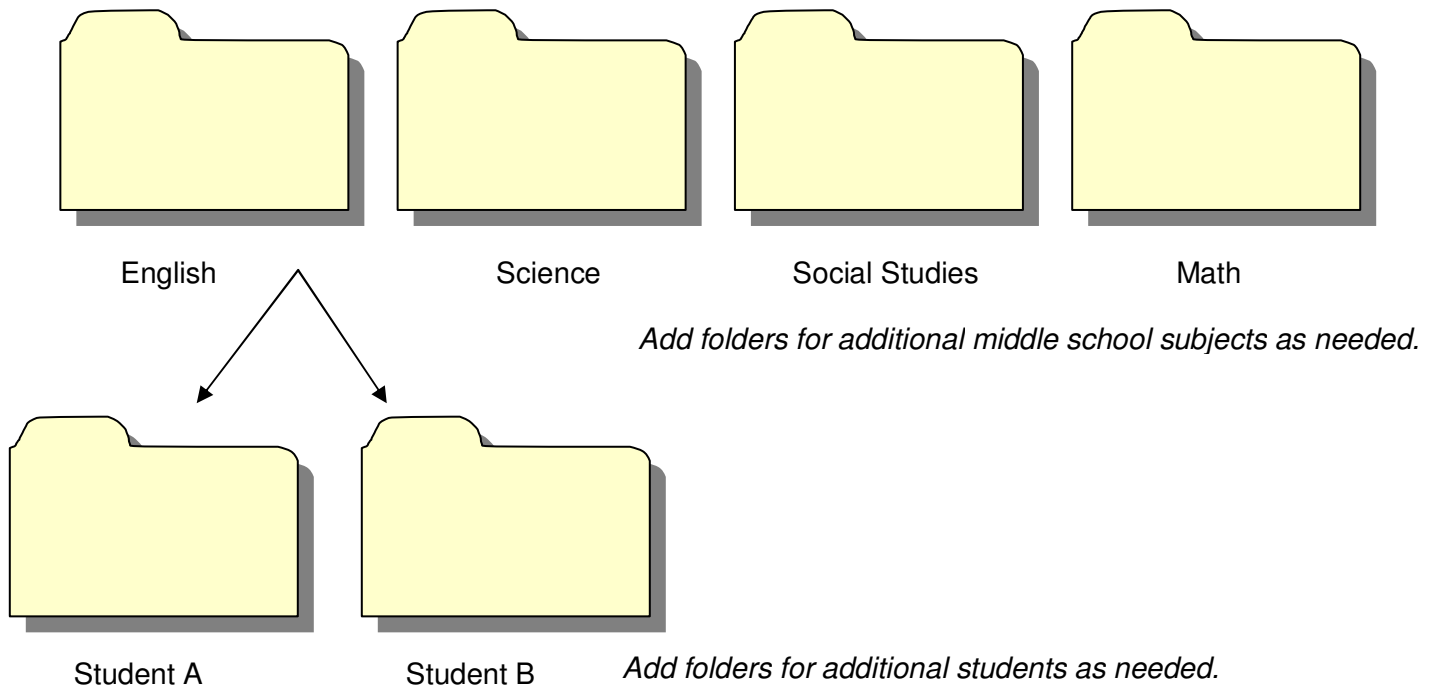 English
Science
Social Studies
Math
Add folders for additional middle school subjects as needed.
Student A
Student B
Add folders for additional students as needed.